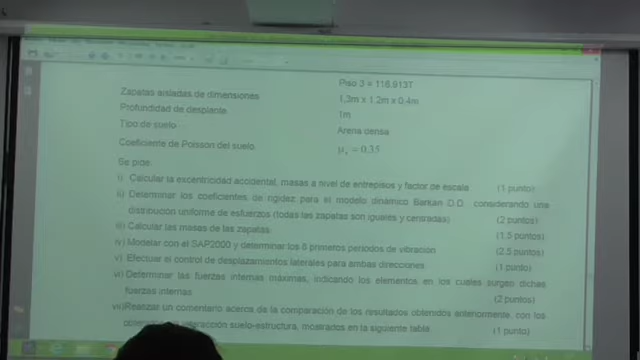 Piso 3 = 116.913T
Zapatas aisladas de dimensiones 1,3m x 1.2m x 0.4m
Profundidad de desplante 1m
Tipo de suelo Arena densa
Coeficiente de Poisson del suelo μs = 0.35
Se pide:
i) Calcular la excentricidad accidental, masas a nivel de entrepisos y factor de escala (1 punto)
ii) Determinar los coeficientes de rigidez para el modelo dinámico Barkan D.D. considerando una
distribución uniforme de esfuerzos (todas las zapatas son iguales y centradas) (2 puntos)
iii) Calcular las masas de las zapatas (1.5 puntos)
iv) Modelar con el SAP2000 y determinar los 6 primeros periodos de vibración (2.5 puntos)
v) Efectuar el control de desplazamientos laterales para ambas direcciones (1 punto)
vi) Determinar las fuerzas internas máximas, indicando los elementos en los cuales surgen dichas
fuerzas internas (2 puntos)
vii) Realizar un comentario acerca de la comparación de los resultados obtenidos anteriormente, con los
interacción suelo-estructura, mostrados en la siguiente tabla (1 punto)